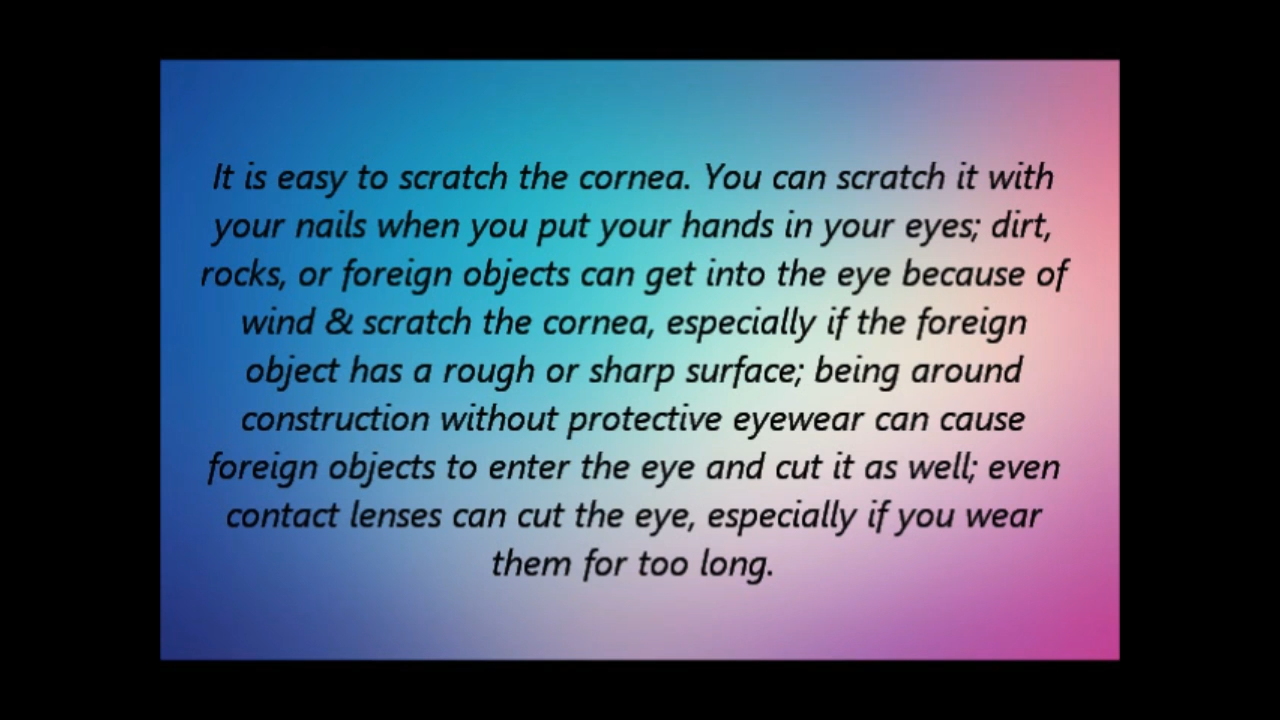 It is easy to scratch the cornea. You can scratch it with
your nails when you put your hands in your eyes; dirt,
rocks, or foreign objects can get into the eye because of
wind & scratch the cornea, especially if the foreign
object has a rough or sharp surface; being around
construction without protective eyewear can cause
foreign objects to enter the eye and cut it as well; even
contact lenses can cut the eye, especially if you wear
them for too long.